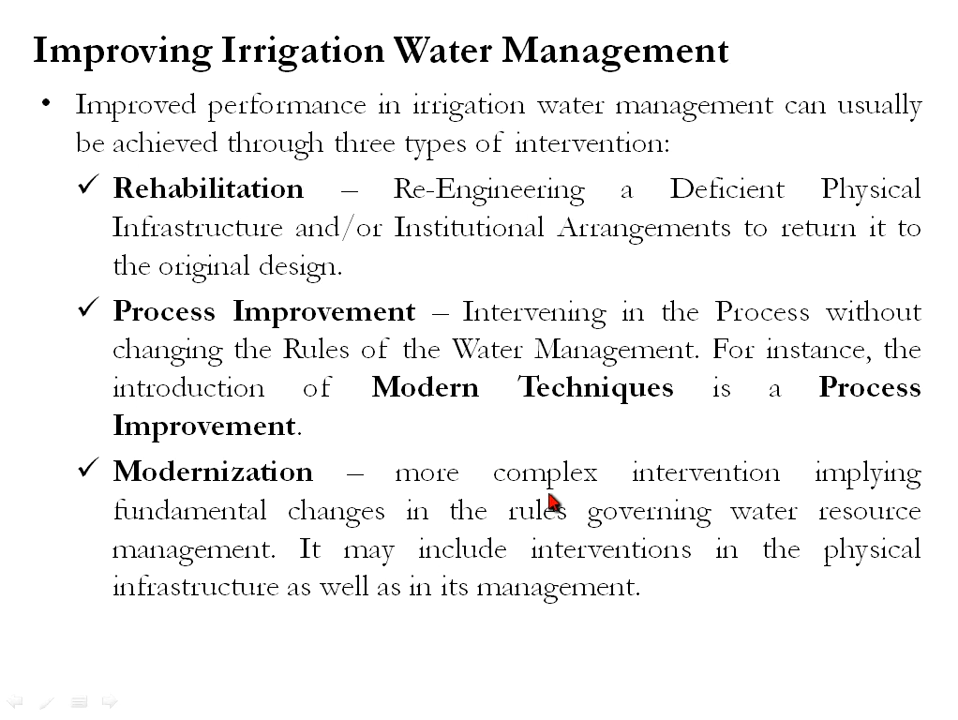 Improving Irrigation Water Management
• Improved performance in irrigation water management can usually
be achieved through three types of intervention:
✓ Rehabilitation – Re-Engineering a Deficient Physical
Infrastructure and/or Institutional Arrangements to return it to
the original design.
✓ Process Improvement – Intervening in the Process without
changing the Rules of the Water Management. For instance, the
introduction of Modern Techniques is a Process
Improvement.
✓ Modernization – more complex intervention implying
fundamental changes in the rules governing water resource
management. It may include interventions in the physical
infrastructure as well as in its management.